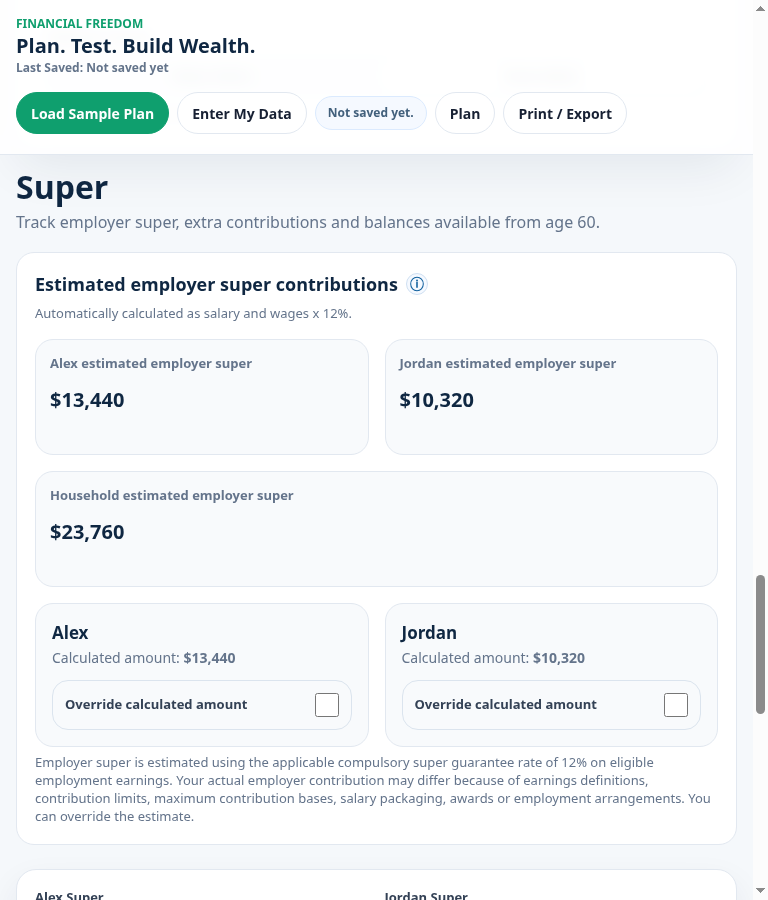 FINANCIAL FREEDOM
Plan. Test. Build Wealth.
Last Saved: Not saved yet
Load Sample Plan
Enter My Data
Not saved yet.
Plan
Print / Export
Super
Track employer super, extra contributions and balances available from age 60.
Estimated employer super contributions
Automatically calculated as salary and wages x 12%.
Alex estimated employer super
$13,440
Jordan estimated employer super
$10,320
Household estimated employer super
$23,760
Alex
Calculated amount: $13,440
Override calculated amount
Jordan
Calculated amount: $10,320
Override calculated amount
Employer super is estimated using the applicable compulsory super guarantee rate of 12% on eligible
employment earnings. Your actual employer contribution may differ because of earnings definitions,
contribution limits, maximum contribution bases, salary packaging, awards or employment arrangements. You
can override the estimate.
Alex Super
Jordan Super